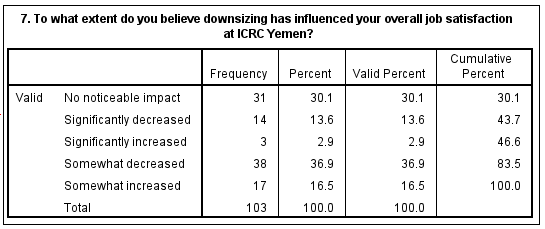 7. To what extent do you believe downsizing has influenced your overall job satisfaction
at ICRC Yemen?
Frequency Percent Valid Percent Cumulative Percent
Valid No noticeable impact 31 30.1 30.1 30.1
Significantly decreased 14 13.6 13.6 43.7
Significantly increased 3 2.9 2.9 46.6
Somewhat decreased 38 36.9 36.9 83.5
Somewhat increased 17 16.5 16.5 100.0
Total 103 100.0 100.0